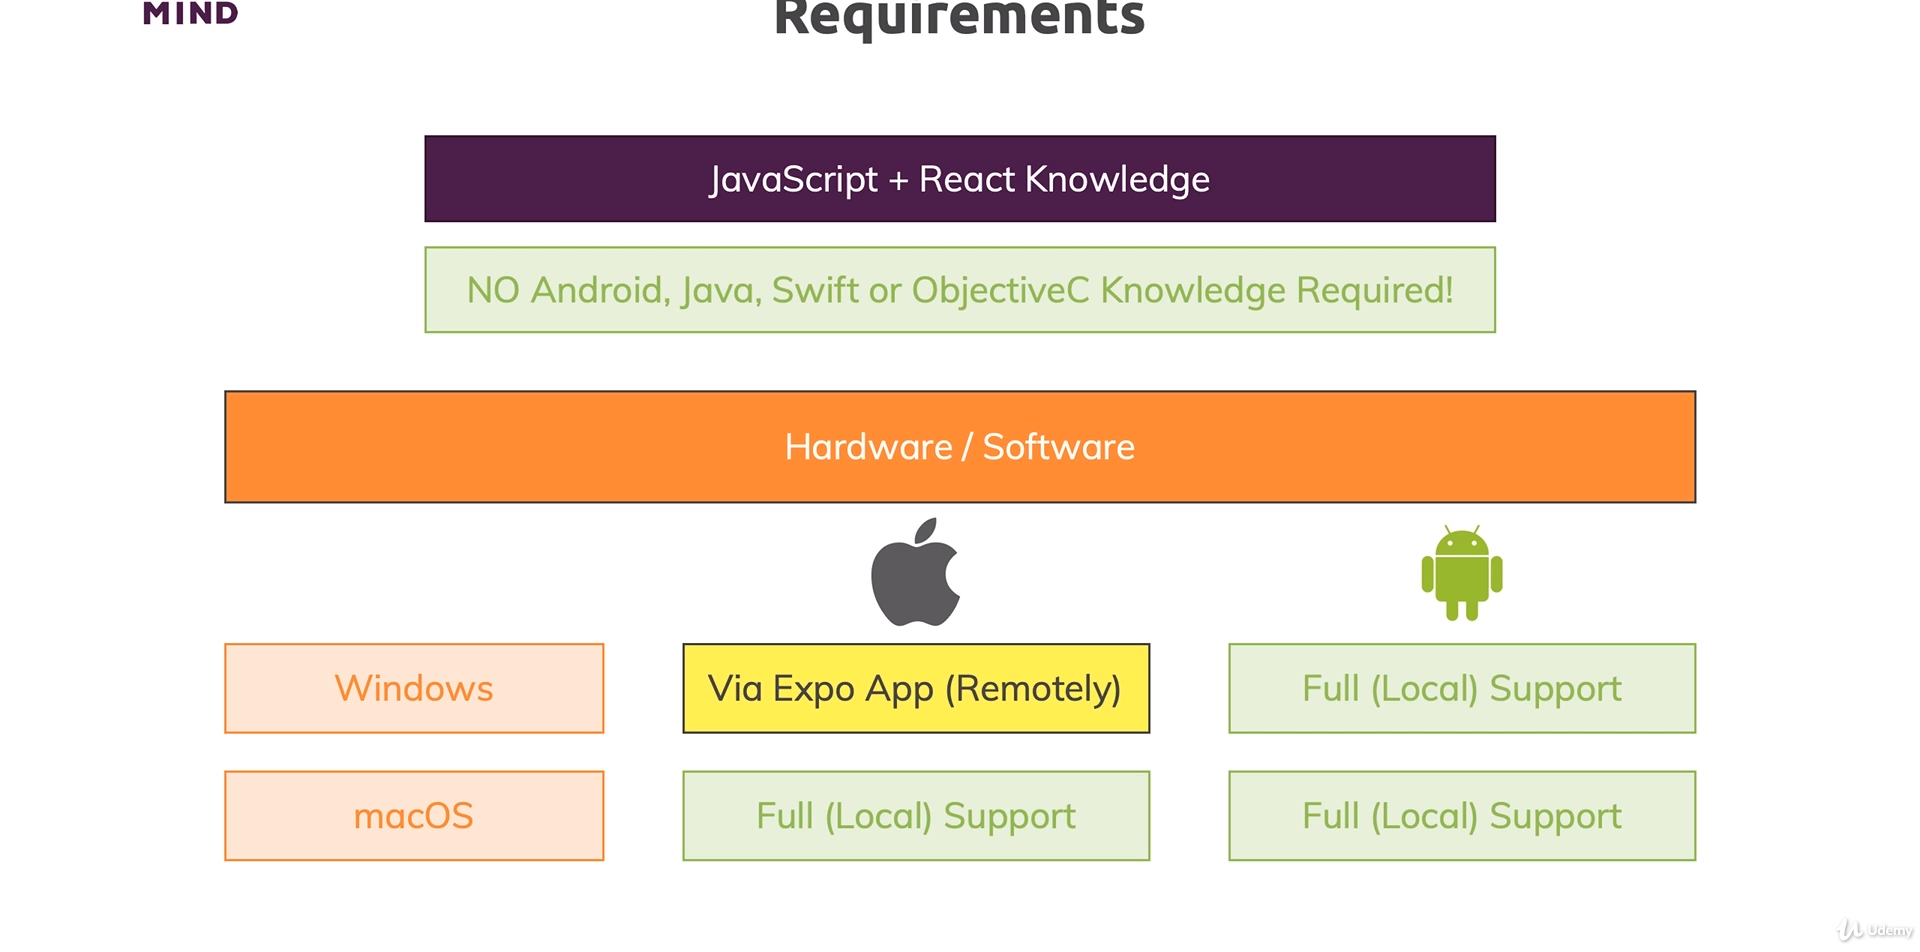 MIND
Requirements
JavaScript + React Knowledge
NO Android, Java, Swift or ObjectiveC Knowledge Required!
Hardware / Software
Windows
Via Expo App (Remotely)
Full (Local) Support
macOS
Full (Local) Support
Full (Local) Support
Udemy